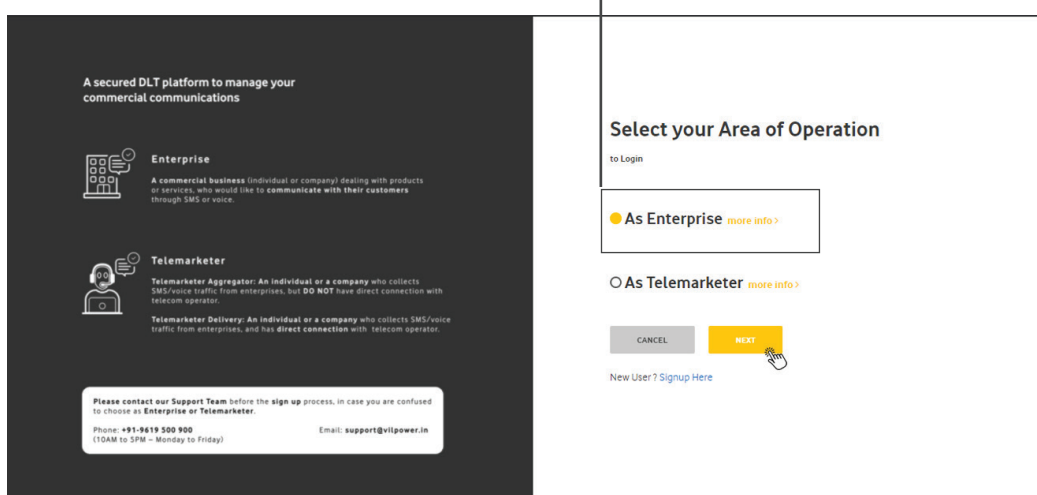 A secured DLT platform to manage your
commercial communications
Enterprise
A commercial business (individual or company) dealing with products
or services, who would like to communicate with their customers
through SMS or voice.
Telemarketer
Telemarketer Aggregator: An individual or a company who collects
SMS/voice traffic from enterprises, but DO NOT have direct connection with
telecom operator.
Telemarketer Delivery: An individual or a company who collects SMS/voice
traffic from enterprises, and has direct connection with telecom operator.
Please contact our Support Team before the sign up process, in case you are confused
to choose as Enterprise or Telemarketer.
Phone: +91-9619 500 900
(10AM to 5PM – Monday to Friday)
Email: support@vilpower.in
Select your Area of Operation
to Login
As Enterprise more info >
As Telemarketer more info >
CANCEL NEXT
New User ? Signup Here